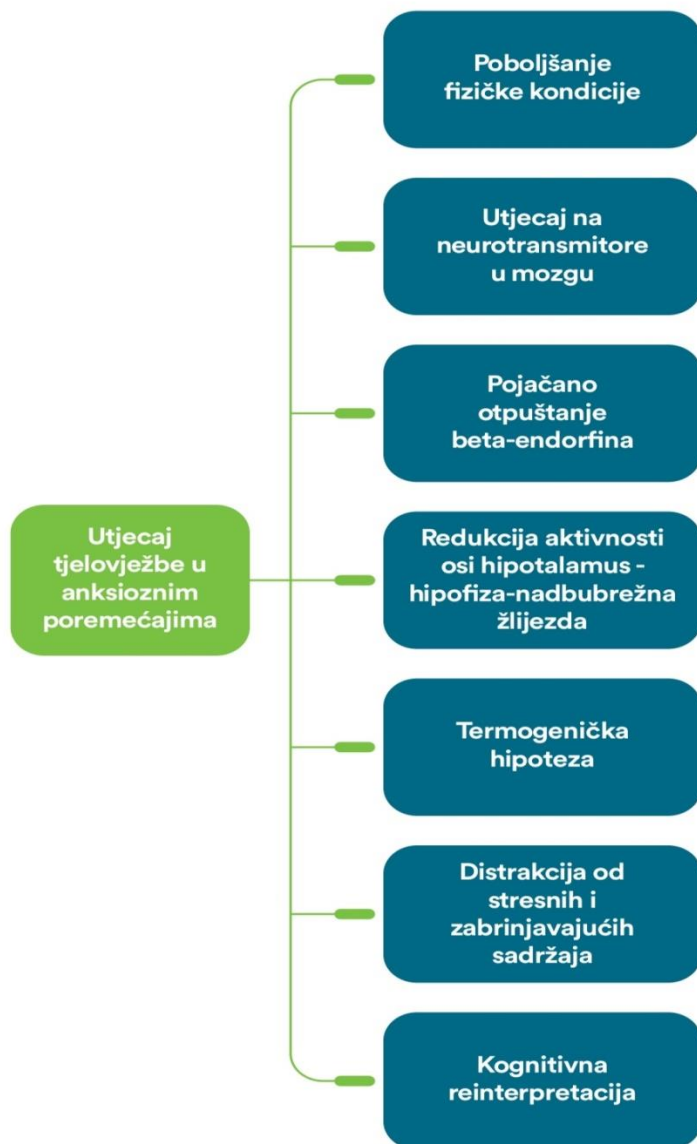 Poboljšanje
fizičke kondicije
Utjecaj na
neurotransmitore
u mozgu
Pojačano
otpuštanje
beta-endorfina
Utjecaj
tjelovježbe u
anksioznim
poremećajima
Redukcija aktivnosti
osi hipotalamus -
hipofiza-nadbubrežna
žlijezda
Termogenička
hipoteza
Distrakcija od
stresnih i
zabrinjavajućih
sadržaja
Kognitivna
reinterpretacija